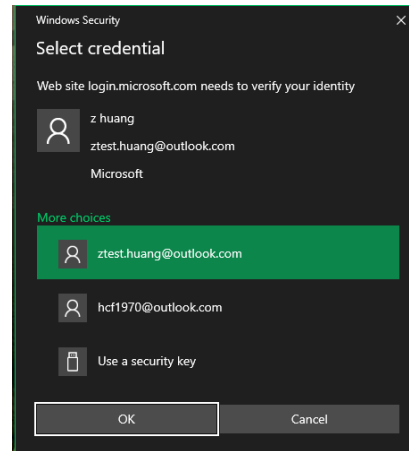 Windows Security
Select credential
Web site login.microsoft.com needs to verify your identity
z huang
ztest.huang@outlook.com
Microsoft
More choices
ztest.huang@outlook.com
hcf1970@outlook.com
Use a security key
OK
Cancel